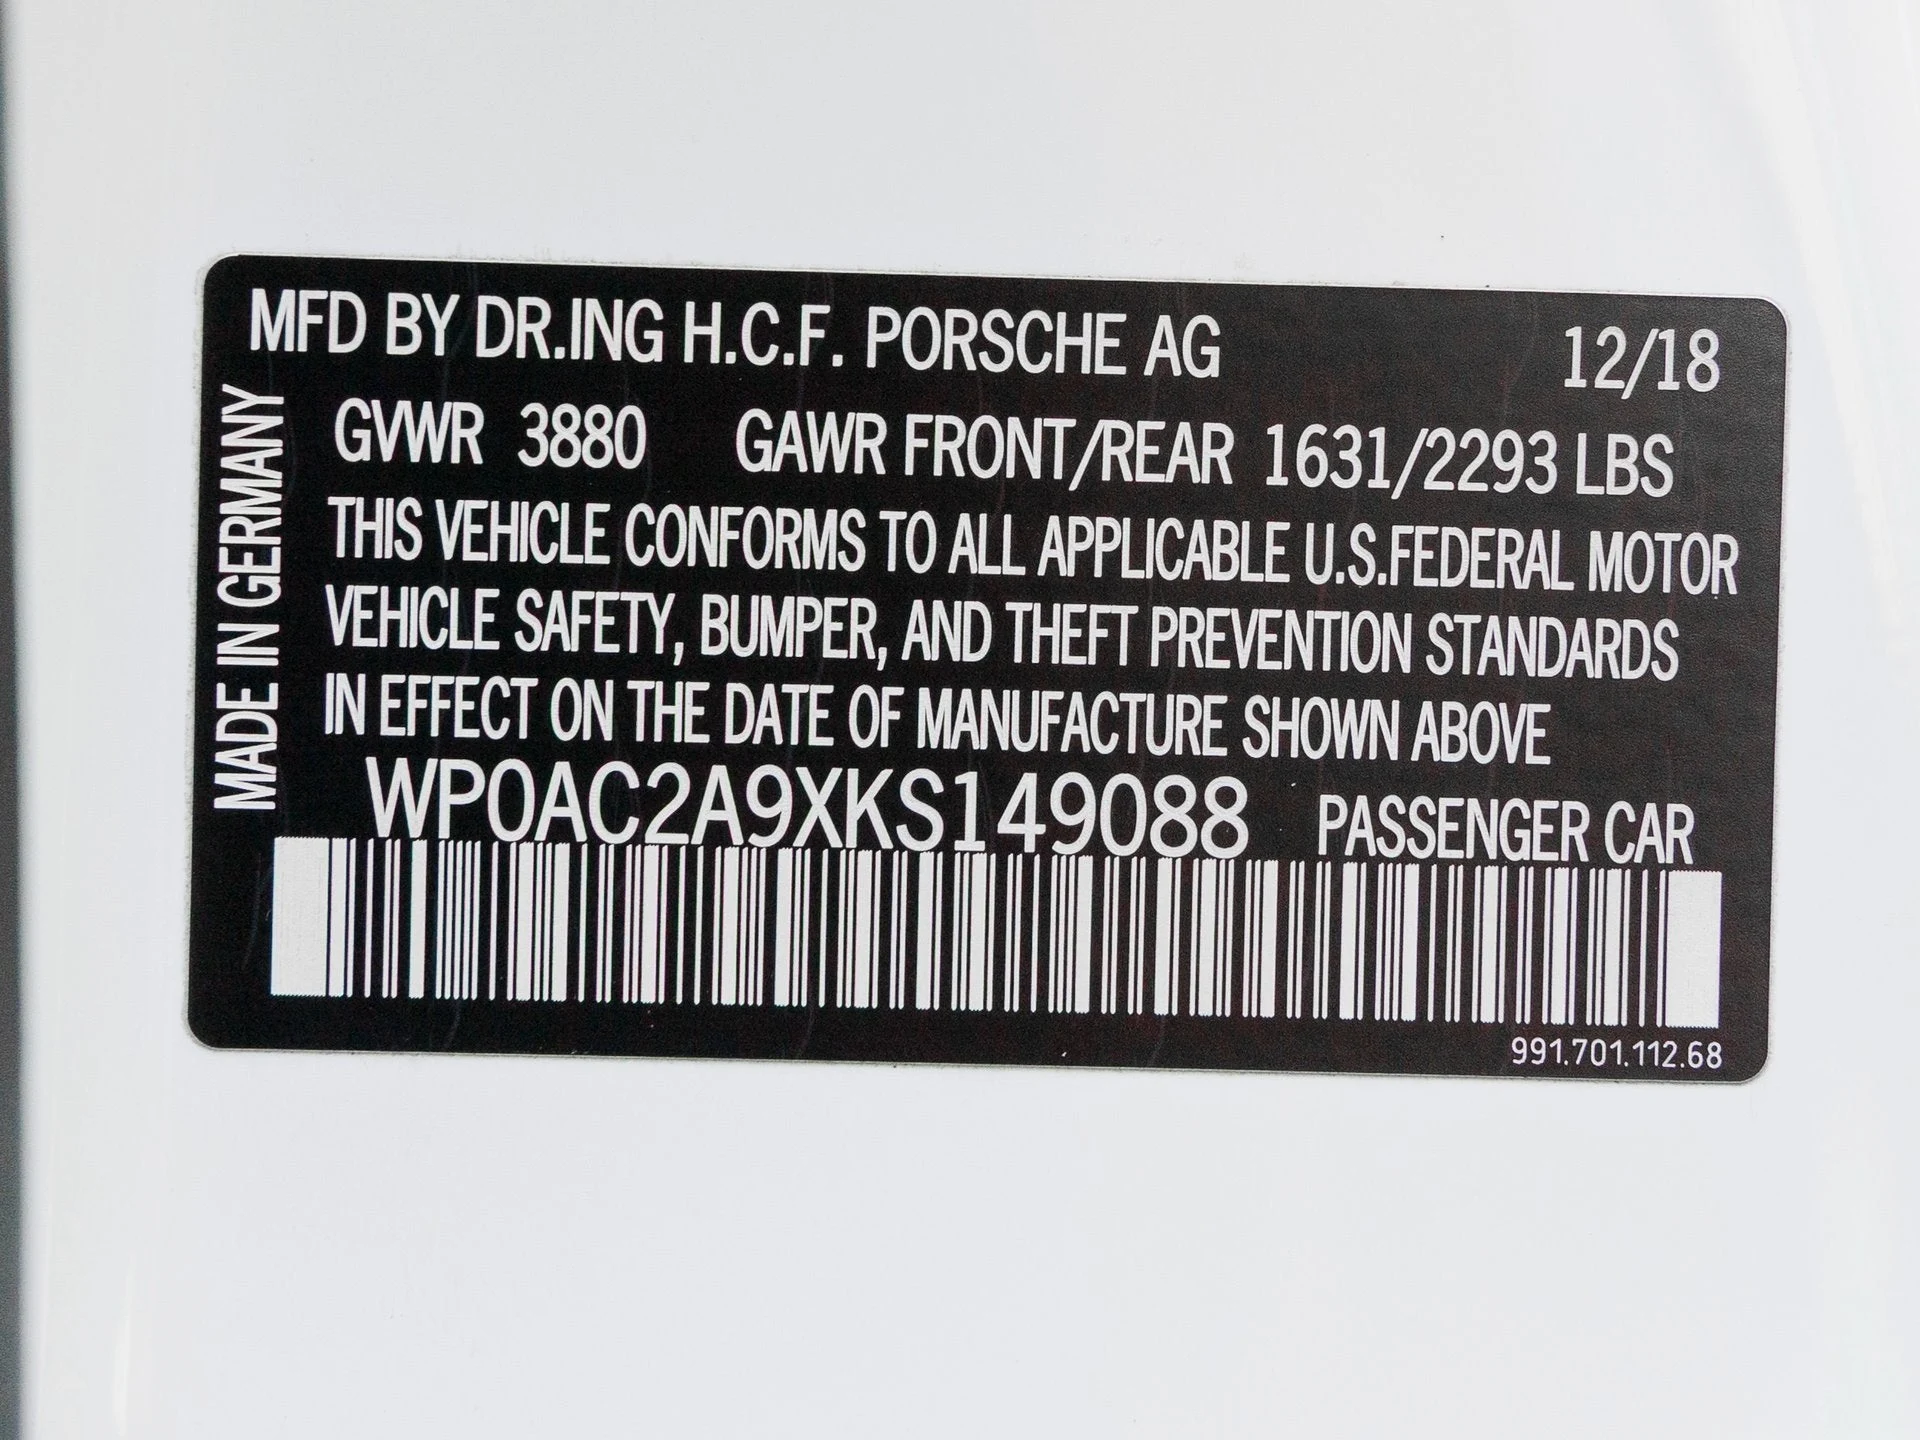 MFD BY DR.ING H.C.F. PORSCHE AG 12/18
GVWR 3880 GAWR FRONT/REAR 1631/2293 LBS
THIS VEHICLE CONFORMS TO ALL APPLICABLE U.S.FEDERAL MOTOR
VEHICLE SAFETY, BUMPER, AND THEFT PREVENTION STANDARDS
IN EFFECT ON THE DATE OF MANUFACTURE SHOWN ABOVE
WP0AC2A9XKS149088 PASSENGER CAR
991.701.112.68
MADE IN GERMANY